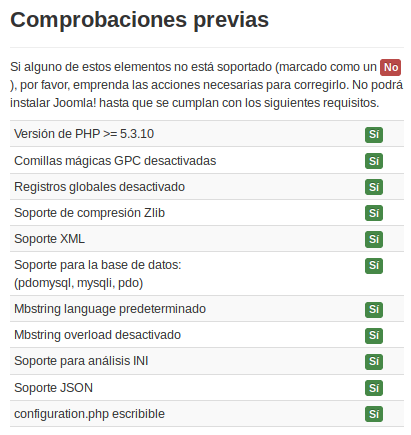 Comprobaciones previas
Si alguno de estos elementos no está soportado (marcado como un No
), por favor, emprenda las acciones necesarias para corregirlo. No podrá
instalar Joomla! hasta que se cumplan con los siguientes requisitos.
Versión de PHP >= 5.3.10 Sí
Comillas mágicas GPC desactivadas Sí
Registros globales desactivado Sí
Soporte de compresión Zlib Sí
Soporte XML Sí
Soporte para la base de datos: Sí
(pdomysql, mysqli, pdo)
Mbstring language predeterminado Sí
Mbstring overload desactivado Sí
Soporte para análisis INI Sí
Soporte JSON Sí
configuration.php escribible Sí